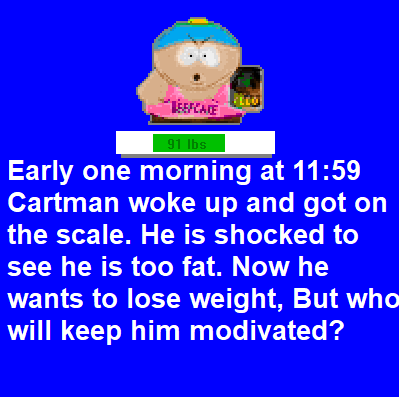 BEEFCAKE
91 lbs
Early one morning at 11:59
Cartman woke up and got on
the scale. He is shocked to
see he is too fat. Now he
wants to lose weight, But who
will keep him modivated?